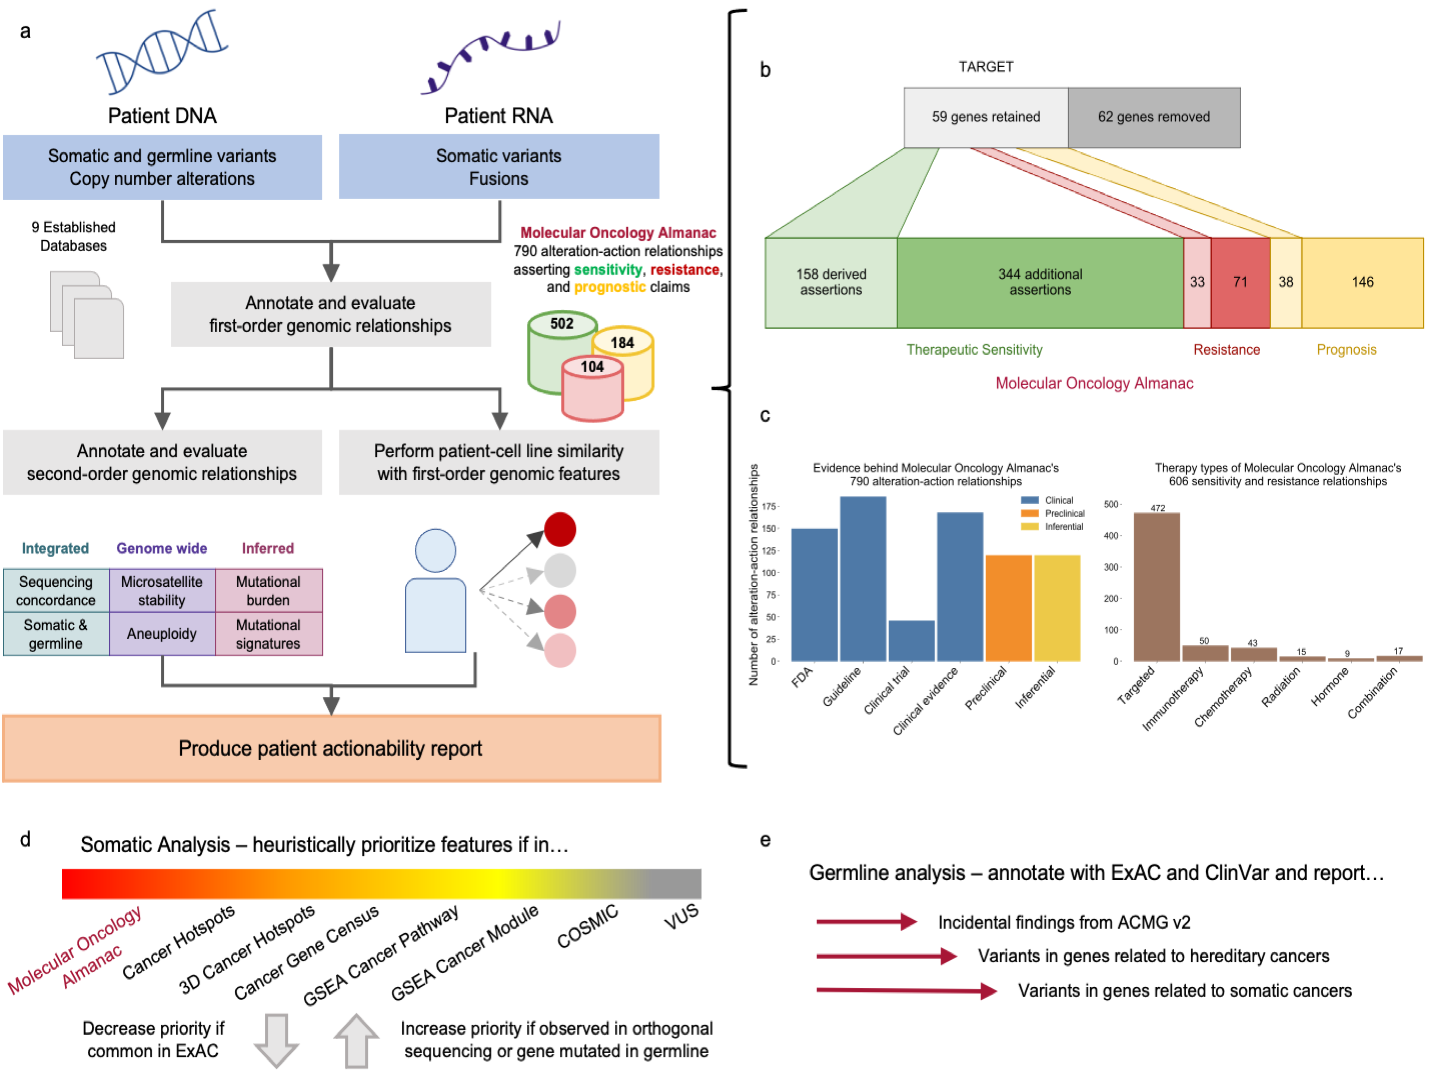 a
Patient DNA
Patient RNA
Somatic and germline variants
Copy number alterations
Somatic variants
Fusions
9 Established
Databases
Molecular Oncology Almanac
790 alteration-action relationships
asserting sensitivity, resistance,
and prognostic claims
Annotate and evaluate
first-order genomic relationships
502
184
104
Annotate and evaluate
second-order genomic relationships
Perform patient-cell line similarity
with first-order genomic features
Integrated
Genome wide
Inferred
Sequencing
concordance
Microsatellite
stability
Mutational
burden
Somatic &
germline
Aneuploidy
Mutational
signatures
Produce patient actionability report
b
TARGET
59 genes retained
62 genes removed
158 derived
assertions
344 additional
assertions
33
71
38
146
Therapeutic Sensitivity
Resistance
Prognosis
Molecular Oncology Almanac
c
Evidence behind Molecular Oncology Almanac's
790 alteration-action relationships
Number of alteration-action relationships
175
150
125
100
75
50
25
0
Clinical
Preclinical
Inferential
FDA
Guideline
Clinical trial
Clinical evidence
Preclinical
Inferential
Therapy types of Molecular Oncology Almanac's
606 sensitivity and resistance relationships
500
400
300
200
100
0
472
50
43
15
9
17
Targeted
Immunotherapy
Chemotherapy
Radiation
Hormone
Combination
d
Somatic Analysis – heuristically prioritize features if in…
Molecular Oncology
Almanac
Cancer Hotspots
3D Cancer Hotspots
Cancer Gene Census
GSEA Cancer Pathway
GSEA Cancer Module
COSMIC
VUS
Decrease priority if
common in ExAC
Increase priority if observed in orthogonal
sequencing or gene mutated in germline
e
Germline analysis – annotate with ExAC and ClinVar and report…
Incidental findings from ACMG v2
Variants in genes related to hereditary cancers
Variants in genes related to somatic cancers